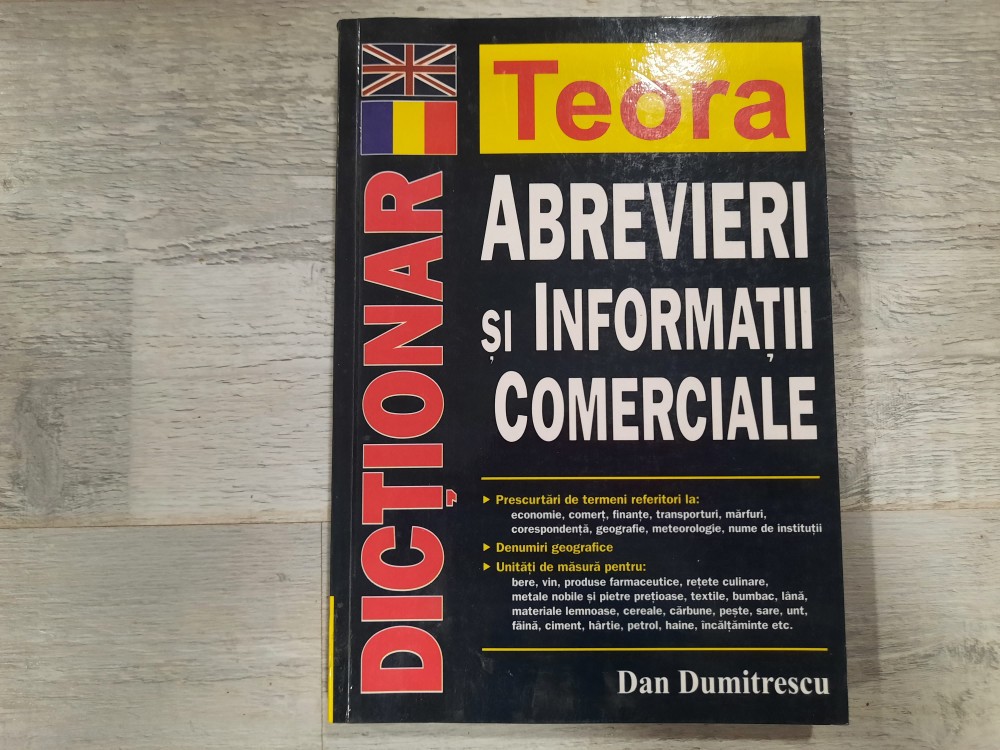 Teora
DICȚIONAR
ABREVIERI
ȘI INFORMAȚII
COMERCIALE
Prescurtări de termeni referitori la:
economie, comerț, finanțe, transporturi, mărfuri,
corespondență, geografie, meteorologie, nume de instituții
Denumiri geografice
Unități de măsură pentru:
bere, vin, produse farmaceutice, rețete culinare,
metale nobile și pietre prețioase, textile, bumbac, lână,
materiale lemnoase, cereale, cărbune, pește, sare, unt,
făină, ciment, hârtie, petrol, haine, încălțăminte etc.
Dan Dumitrescu